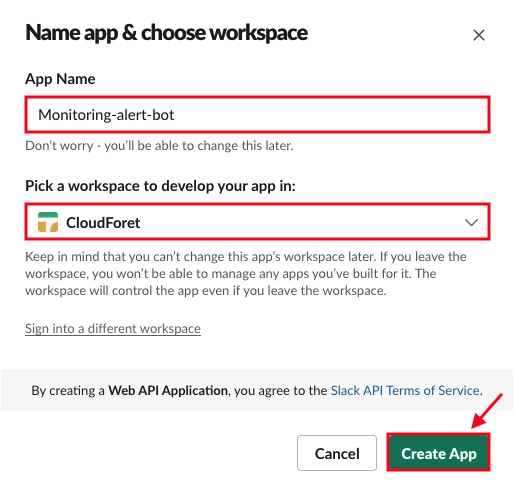 Name app & choose workspace
App Name
Monitoring-alert-bot
Don't worry - you'll be able to change this later.
Pick a workspace to develop your app in:
CloudForet
Keep in mind that you can't change this app's workspace later. If you leave the
workspace, you won't be able to manage any apps you've built for it. The
workspace will control the app even if you leave the workspace.
Sign into a different workspace
By creating a Web API Application, you agree to the Slack API Terms of Service.
Cancel
Create App